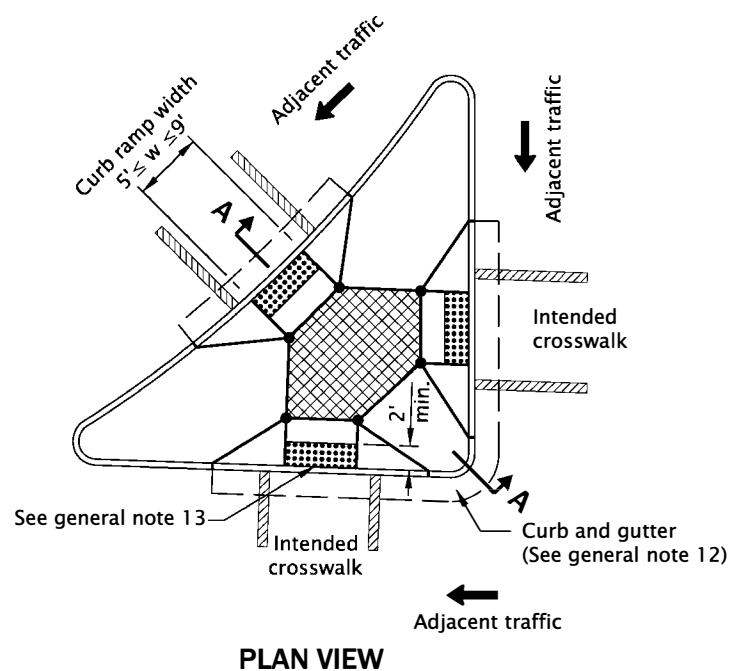 Adjacent traffic
Adjacent traffic
Curb ramp width
5' ≤ w ≤9'
A
Intended
crosswalk
2'
min.
A
See general note 13
Intended
crosswalk
Curb and gutter
(See general note 12)
Adjacent traffic
PLAN VIEW